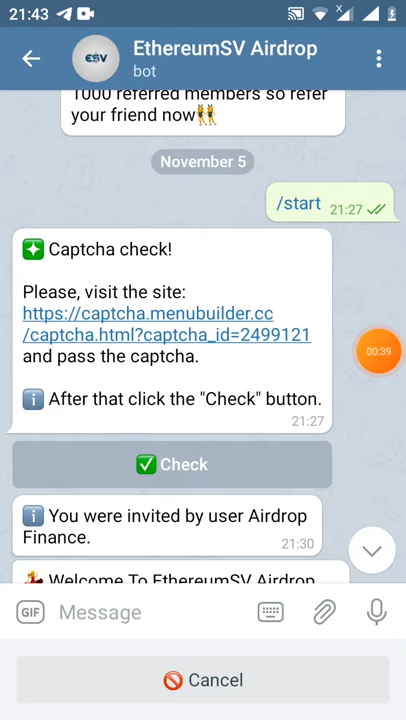 21:43
EthereumSV Airdrop
bot
ESV
1000 referred members so refer
your friend now👯
November 5
/start 21:27
Captcha check!
Please, visit the site:
https://captcha.menubuilder.cc
/captcha.html?captcha_id=2499121
and pass the captcha.
00:39
ℹ️ After that click the "Check" button.
21:27
✅ Check
ℹ️ You were invited by user Airdrop
Finance.
21:30
💃 Welcome To EthereumSV Airdrop
GIF Message
🚫 Cancel